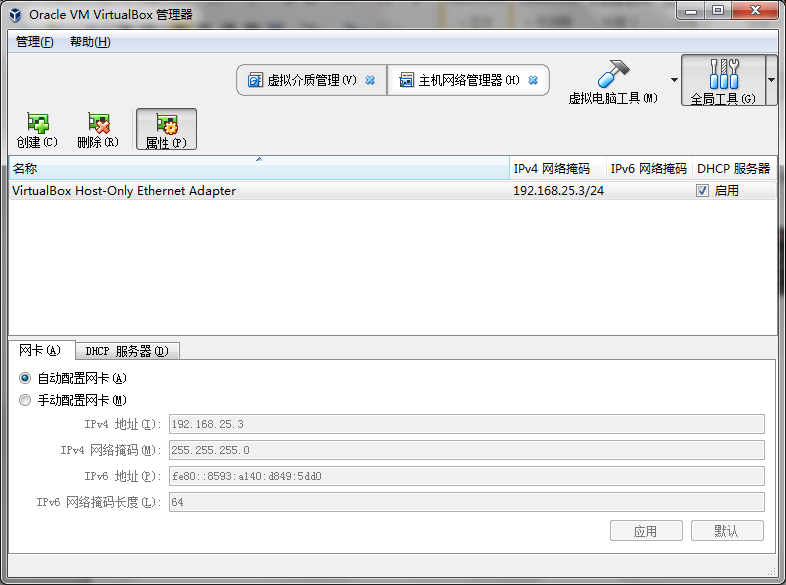 Oracle VM VirtualBox 管理器
管理(F) 帮助(H)
虚拟介质管理(V) 主机网络管理器(H) 虚拟电脑工具(M) 全局工具(G)
创建(C) 删除(R) 属性(P)
名称 IPv4 网络掩码 IPv6 网络掩码 DHCP 服务器
VirtualBox Host-Only Ethernet Adapter 192.168.25.3/24 启用
网卡(A) DHCP 服务器(D)
自动配置网卡(A)
手动配置网卡(M)
IPv4 地址(I): 192.168.25.3
IPv4 网络掩码(M): 255.255.255.0
IPv6 地址(P): fe80::8593:a140:d849:5dd0
IPv6 网络掩码长度(L): 64
应用 默认